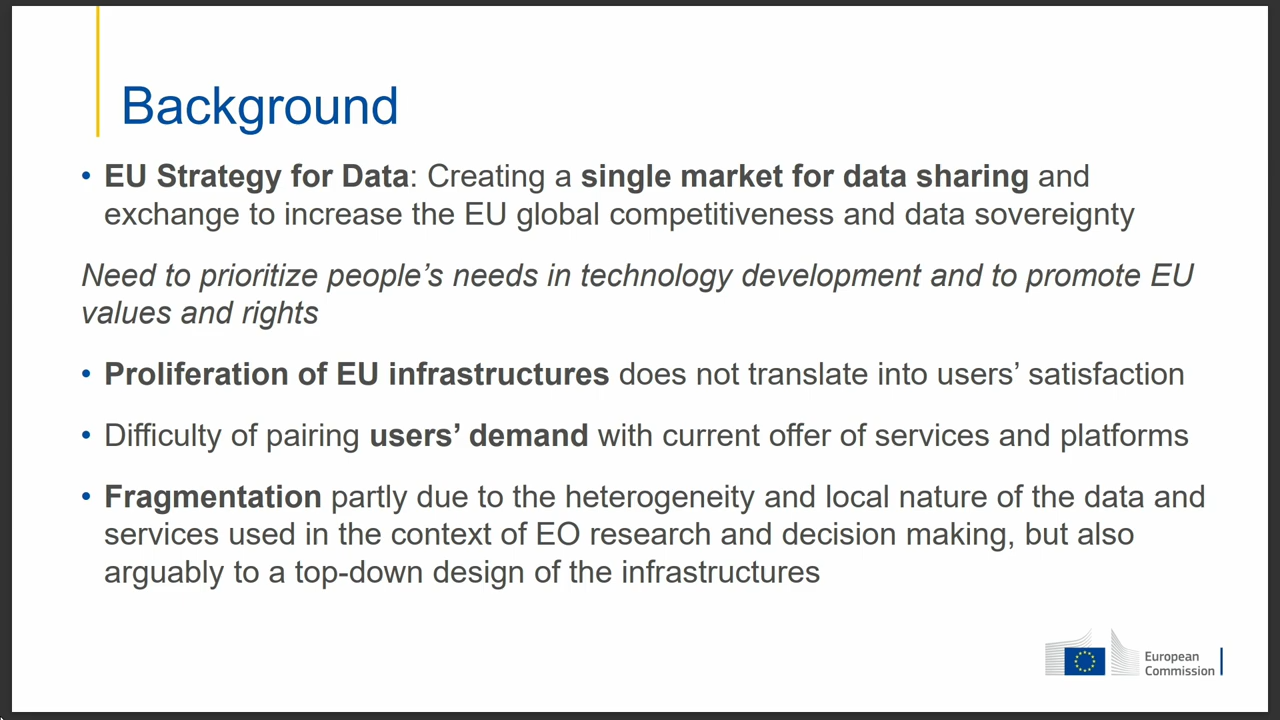 Background
• EU Strategy for Data: Creating a single market for data sharing and
exchange to increase the EU global competitiveness and data sovereignty
Need to prioritize people’s needs in technology development and to promote EU
values and rights
• Proliferation of EU infrastructures does not translate into users’ satisfaction
• Difficulty of pairing users’ demand with current offer of services and platforms
• Fragmentation partly due to the heterogeneity and local nature of the data and
services used in the context of EO research and decision making, but also
arguably to a top-down design of the infrastructures
European
Commission